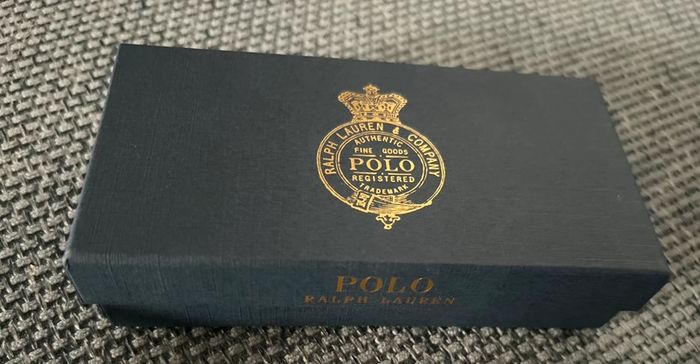 RALPH LAUREN & COMPANY
AUTHENTIC
FINE GOODS
POLO
REGISTERED
TRADEMARK
POLO
RALPH LAUREN